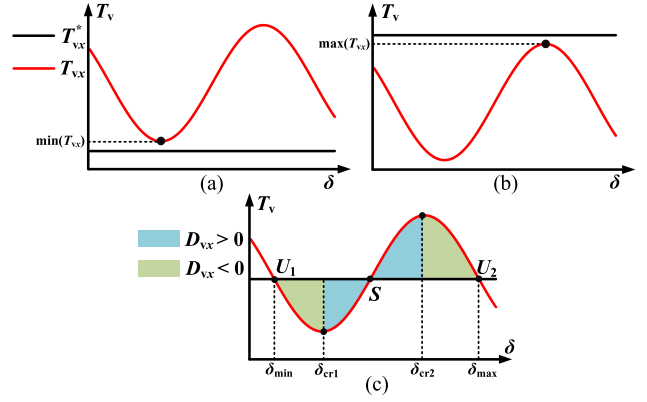 T*vx
Tvx
Tv
min(Tvx)
δ
(a)
Tv
max(Tvx)
δ
(b)
Dvx > 0
Dvx < 0
Tv
U1
S
U2
δmin
δcr1
δcr2
δmax
δ
(c)